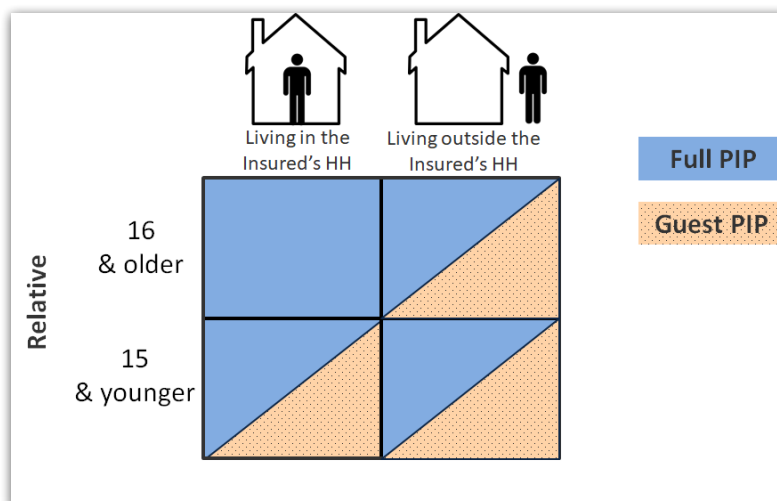 Living in the
Insured's HH
Living outside the
Insured's HH
Full PIP
Guest PIP
Relative
16
& older
15
& younger